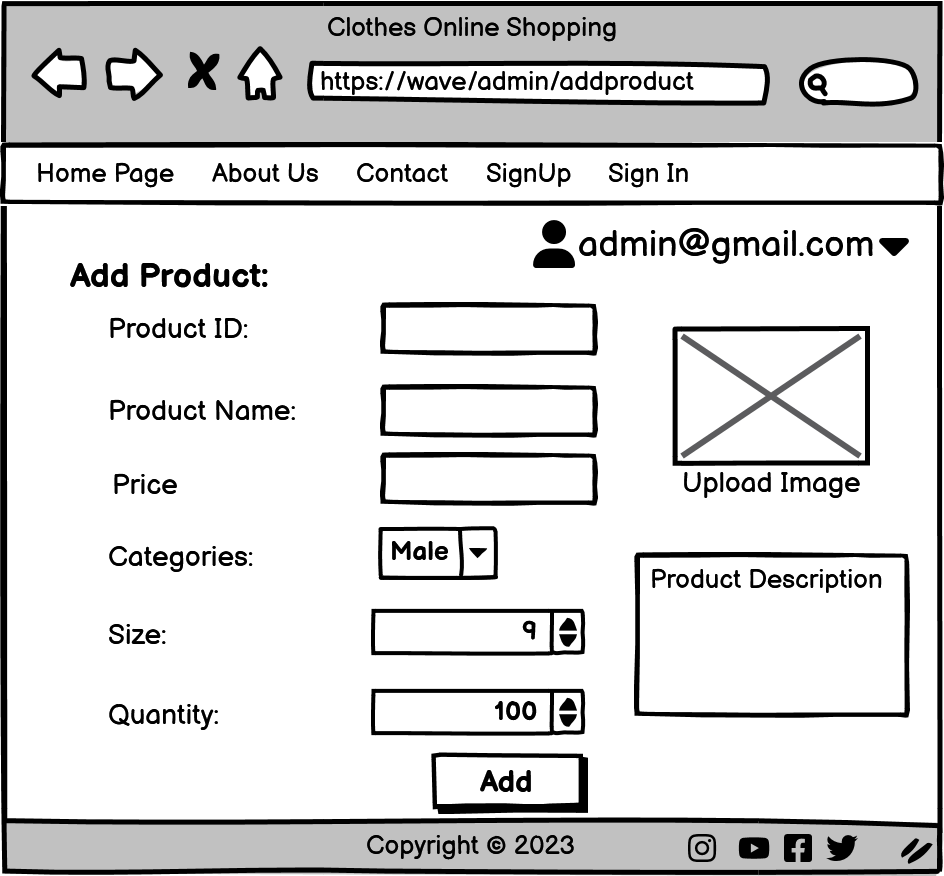 Clothes Online Shopping
https://wave/admin/addproduct
Home Page About Us Contact SignUp Sign In
admin@gmail.com
Add Product:
Product ID:
Product Name:
Price
Upload Image
Categories: Male
Product Description
Size: 9
Quantity: 100
Add
Copyright © 2023